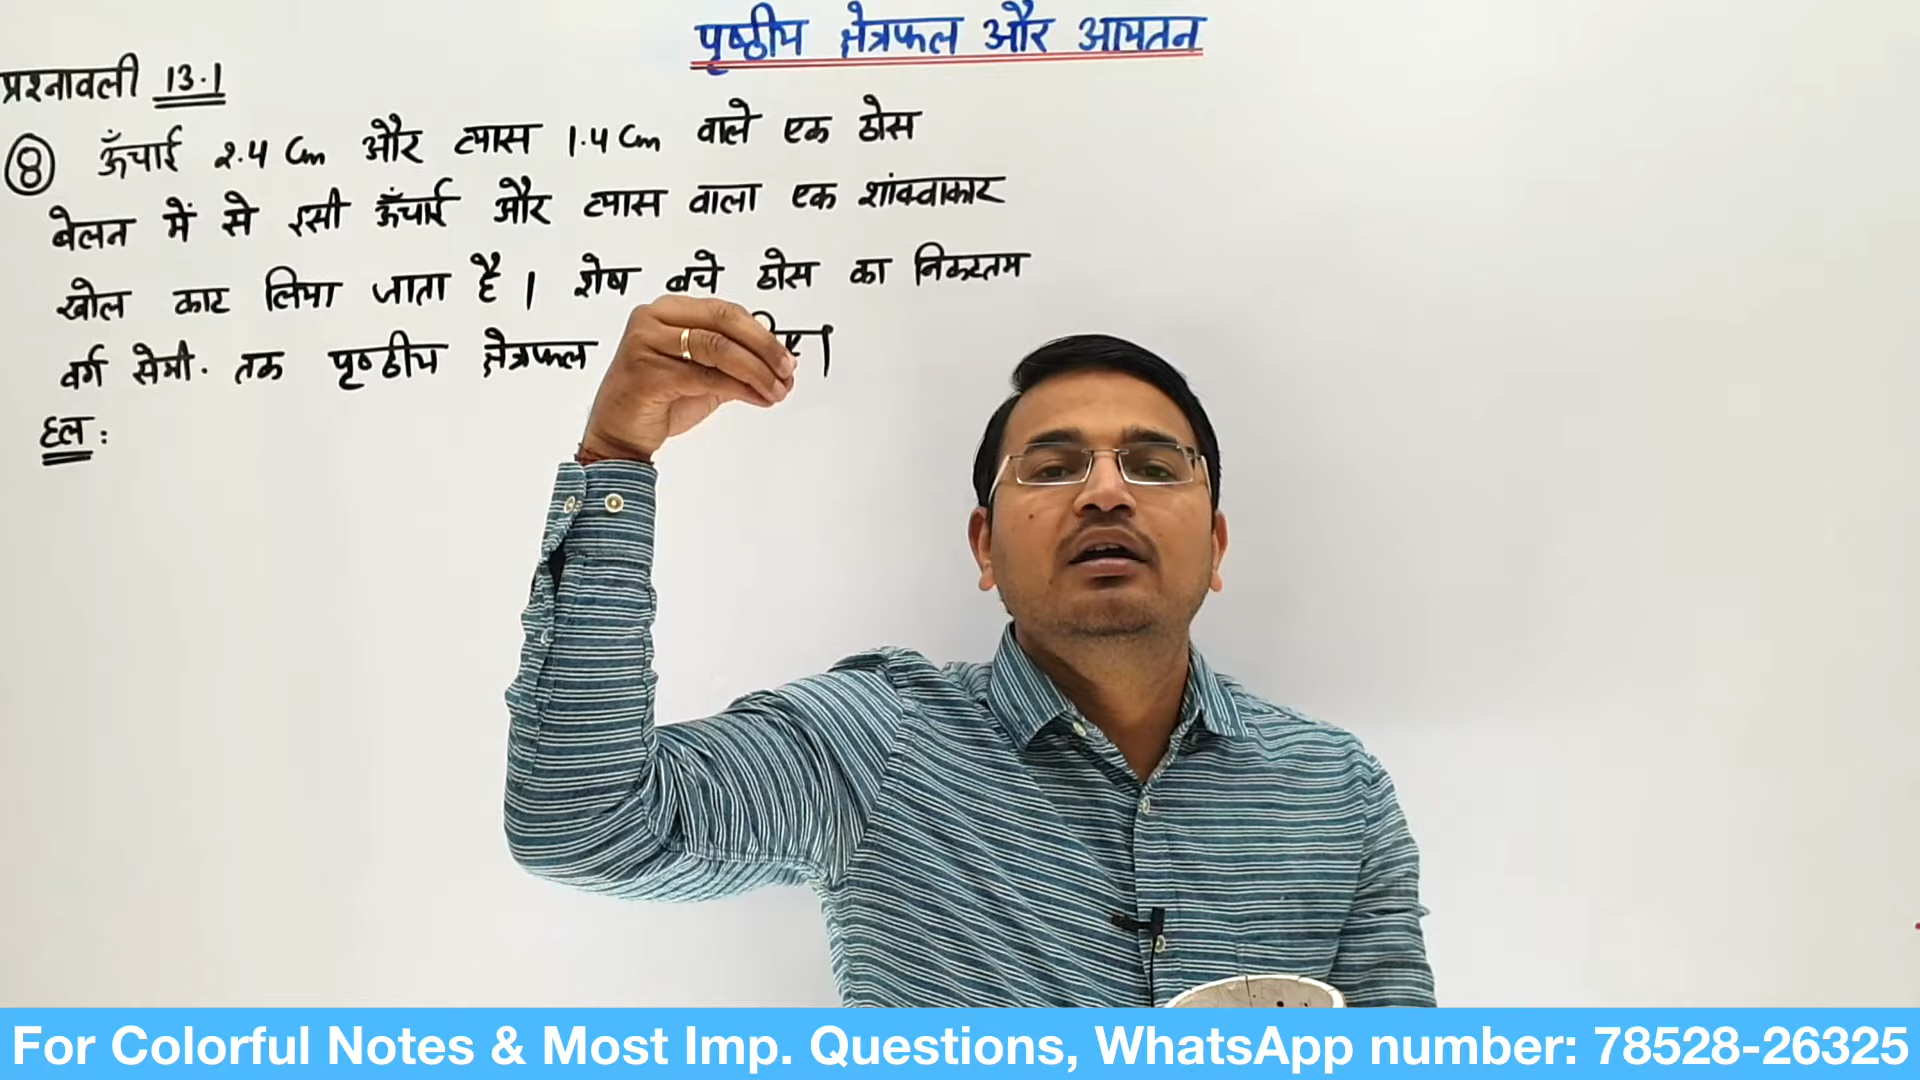 पृष्ठीय क्षेत्रफल और आयतन
प्रश्नावली 13.1
⑧ ऊँचाई 2.4 Cm और व्यास 1.4 Cm वाले एक ठोस
बेलन में से इसी ऊँचाई और व्यास वाला एक शांक्वाकार
खोल काट लिया जाता है । शेष बचे ठोस का निकटतम
वर्ग सेमी. तक पृष्ठीय क्षेत्रफल
हल :
For Colorful Notes & Most Imp. Questions, WhatsApp number: 78528-26325